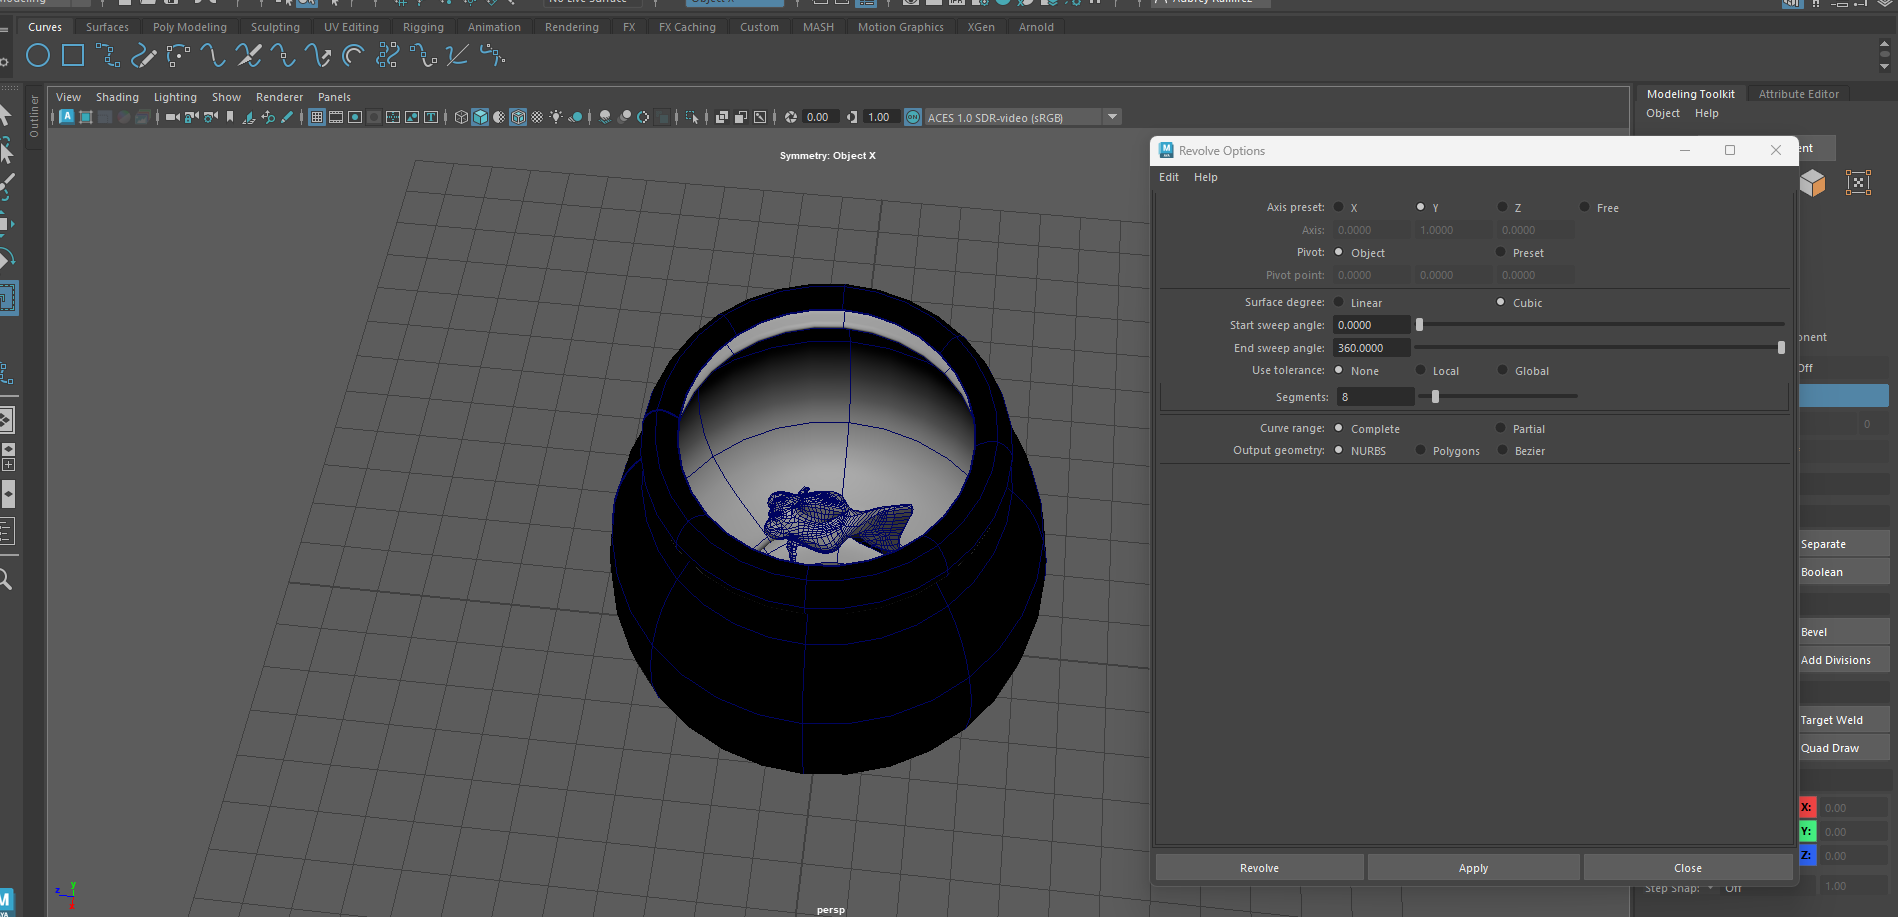 Curves Surfaces Poly Modeling Sculpting UV Editing Rigging Animation Rendering FX FX Caching Custom MASH Motion Graphics XGen Arnold
Outliner
View Shading Lighting Show Renderer Panels
0.00 1.00 ON ACES 1.0 SDR-video (sRGB)
Symmetry: Object X
persp
Modeling Toolkit Attribute Editor
Object Help
Revolve Options
Edit Help
Axis preset: X Y Z Free
Axis: 0.0000 1.0000 0.0000
Pivot: Object Preset
Pivot point: 0.0000 0.0000 0.0000
Surface degree: Linear Cubic
Start sweep angle: 0.0000
End sweep angle: 360.0000
Use tolerance: None Local Global
Segments: 8
Curve range: Complete Partial
Output geometry: NURBS Polygons Bezier
Revolve Apply Close
ent
onent
Off
0
Separate
Boolean
Bevel
Add Divisions
Target Weld
Quad Draw
X: 0.00
Y: 0.00
Z: 0.00
Step Snap: Off 1.00
z y